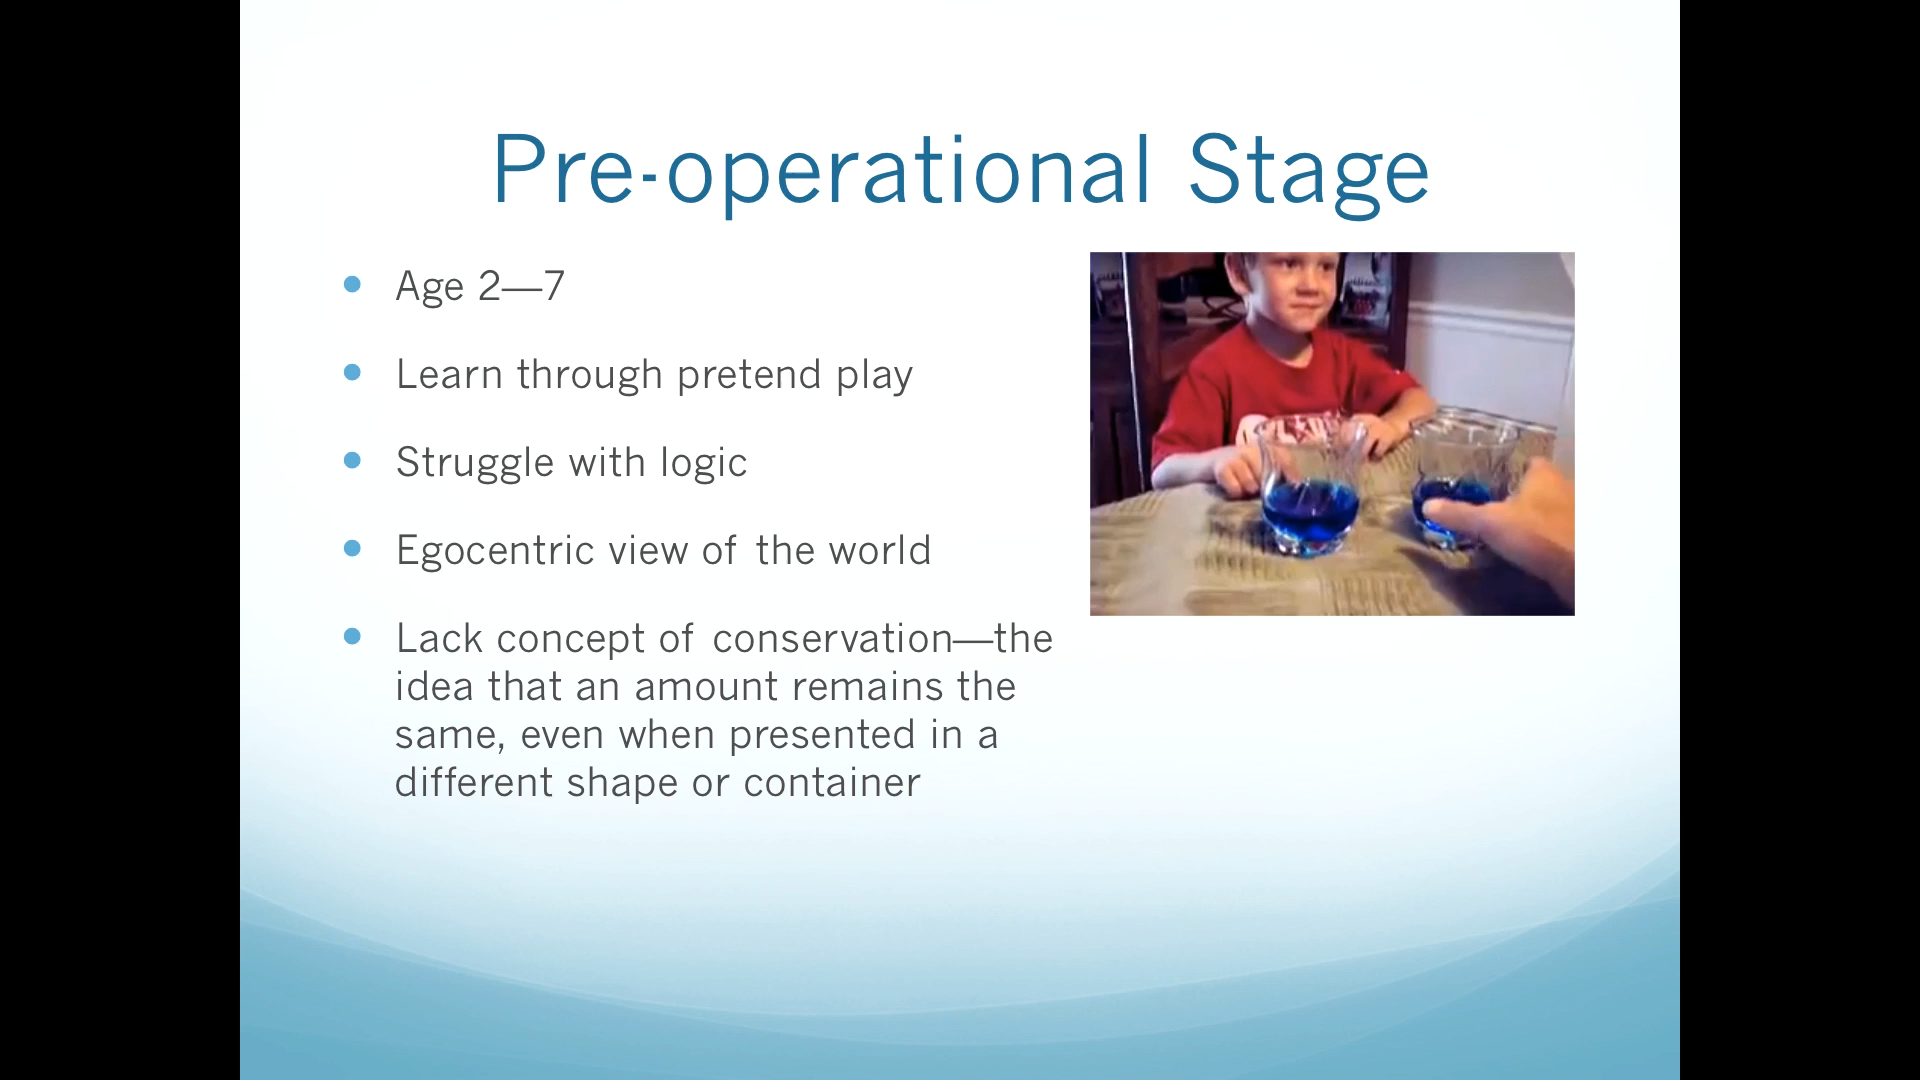 Pre-operational Stage
Age 2—7
Learn through pretend play
Struggle with logic
Egocentric view of the world
Lack concept of conservation—the
idea that an amount remains the
same, even when presented in a
different shape or container